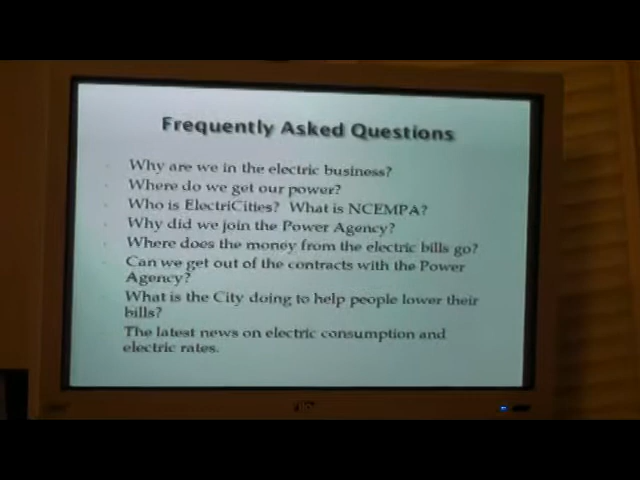 Frequently Asked Questions
Why are we in the electric business?
Where do we get our power?
Who is ElectriCities? What is NCEMPA?
Why did we join the Power Agency?
Where does the money from the electric bills go?
Can we get out of the contracts with the Power
Agency?
What is the City doing to help people lower their
bills?
The latest news on electric consumption and
electric rates.